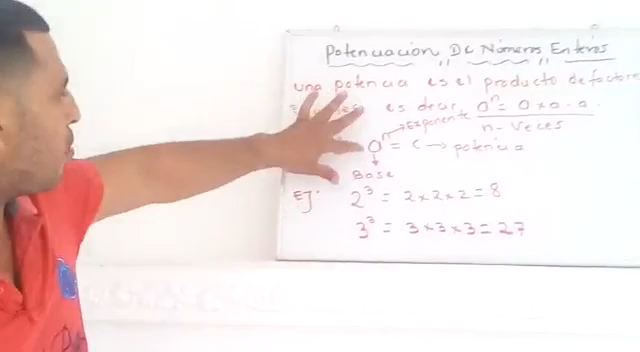 Potenciación De Números Enteros
una potencia es el producto de factores
es decir, aⁿ = a x a · a
n-veces
→ Exponente
aⁿ = c → potencia
Base
Ej: 2³ = 2 x 2 x 2 = 8
3³ = 3 x 3 x 3 = 27